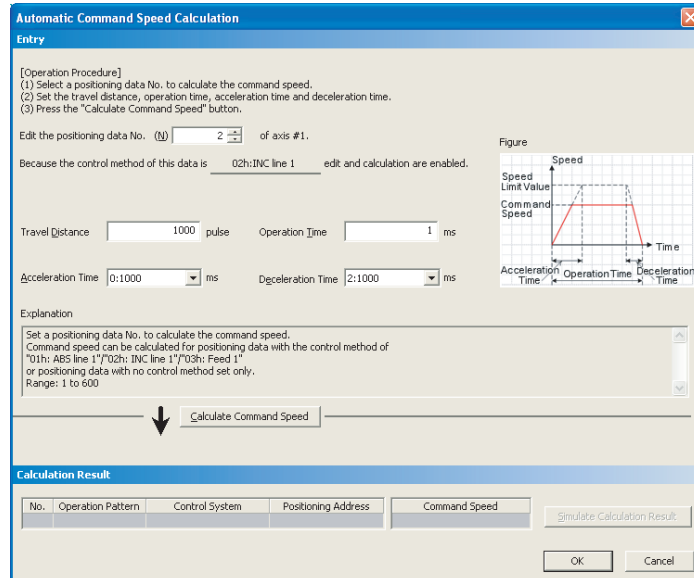 Automatic Command Speed Calculation
Entry
[Operation Procedure]
(1) Select a positioning data No. to calculate the command speed.
(2) Set the travel distance, operation time, acceleration time and deceleration time.
(3) Press the "Calculate Command Speed" button.
Edit the positioning data No. (N) 2 of axis #1.
Because the control method of this data is 02h:INC line 1 edit and calculation are enabled.
Figure
Speed
Speed
Limit Value
Command
Speed
Time
Acceleration
Time
Operation Time
Deceleration
Time
Travel Distance 1000 pulse Operation Time 1 ms
Acceleration Time 0:1000 ms Deceleration Time 2:1000 ms
Explanation
Set a positioning data No. to calculate the command speed.
Command speed can be calculated for positioning data with the control method of
"01h: ABS line 1"/"02h: INC line 1"/"03h: Feed 1"
or positioning data with no control method set only.
Range: 1 to 600
Calculate Command Speed
Calculation Result
No. Operation Pattern Control System Positioning Address Command Speed
Simulate Calculation Result
OK Cancel